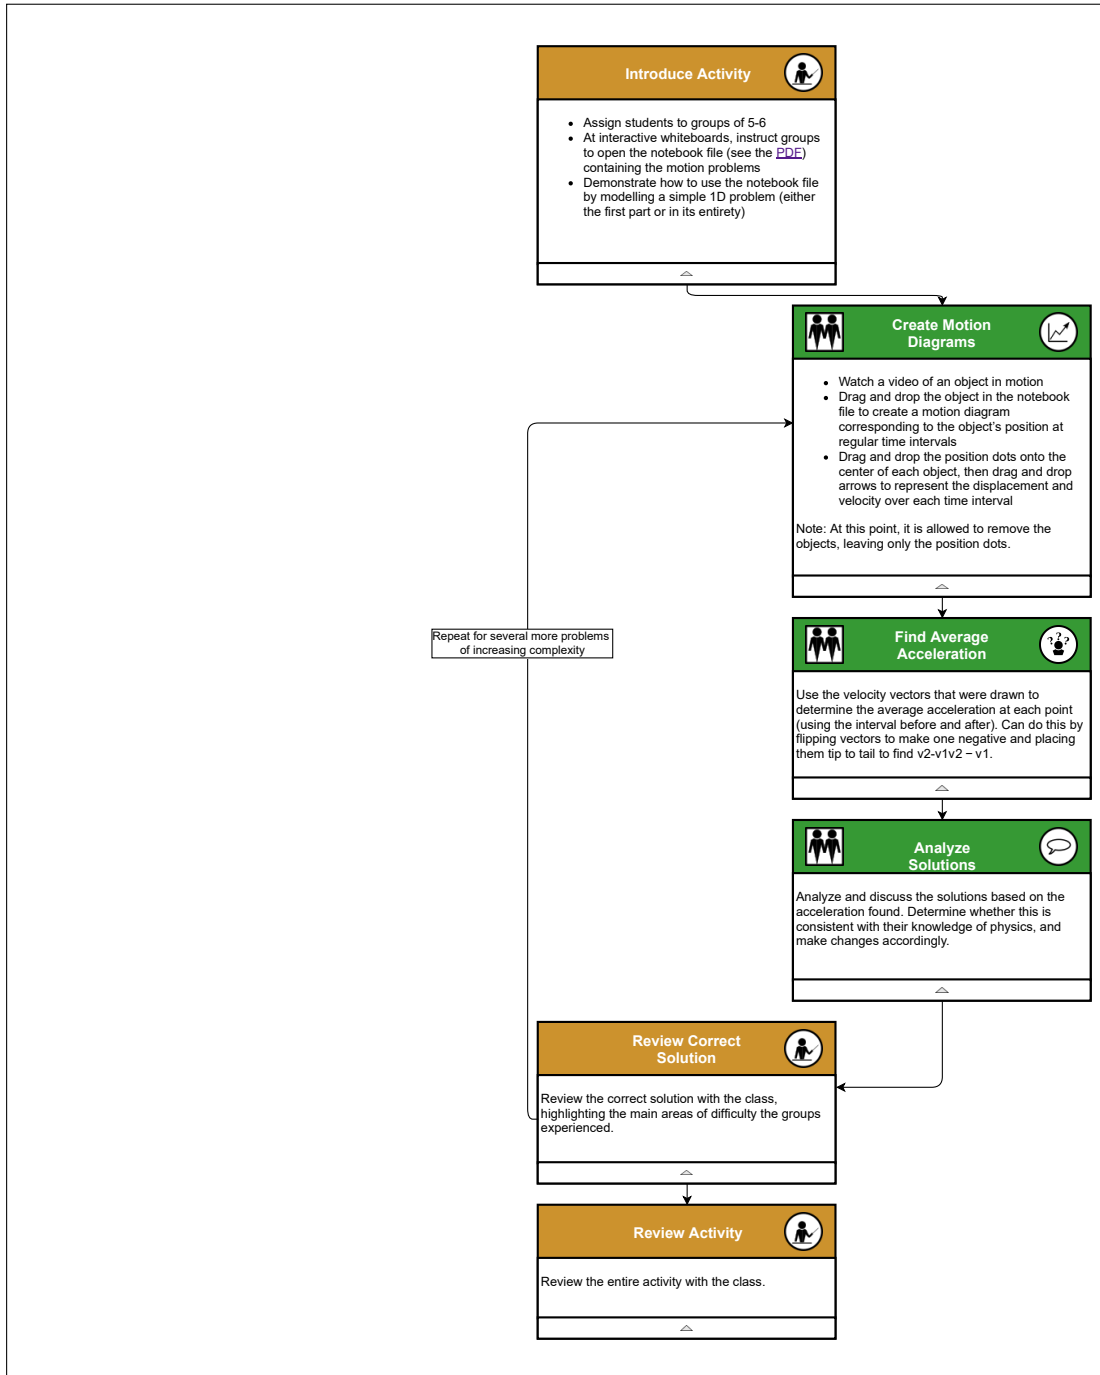 Introduce Activity
• Assign students to groups of 5-6
• At interactive whiteboards, instruct groups
to open the notebook file (see the PDF)
containing the motion problems
• Demonstrate how to use the notebook file
by modelling a simple 1D problem (either
the first part or in its entirety)
Create Motion
Diagrams
• Watch a video of an object in motion
• Drag and drop the object in the notebook
file to create a motion diagram
corresponding to the object’s position at
regular time intervals
• Drag and drop the position dots onto the
center of each object, then drag and drop
arrows to represent the displacement and
velocity over each time interval
Note: At this point, it is allowed to remove the
objects, leaving only the position dots.
Repeat for several more problems
of increasing complexity
Find Average
Acceleration
? ? ?
Use the velocity vectors that were drawn to
determine the average acceleration at each point
(using the interval before and after). Can do this by
flipping vectors to make one negative and placing
them tip to tail to find v2-v1v2 − v1.
Analyze
Solutions
Analyze and discuss the solutions based on the
acceleration found. Determine whether this is
consistent with their knowledge of physics, and
make changes accordingly.
Review Correct
Solution
Review the correct solution with the class,
highlighting the main areas of difficulty the groups
experienced.
Review Activity
Review the entire activity with the class.